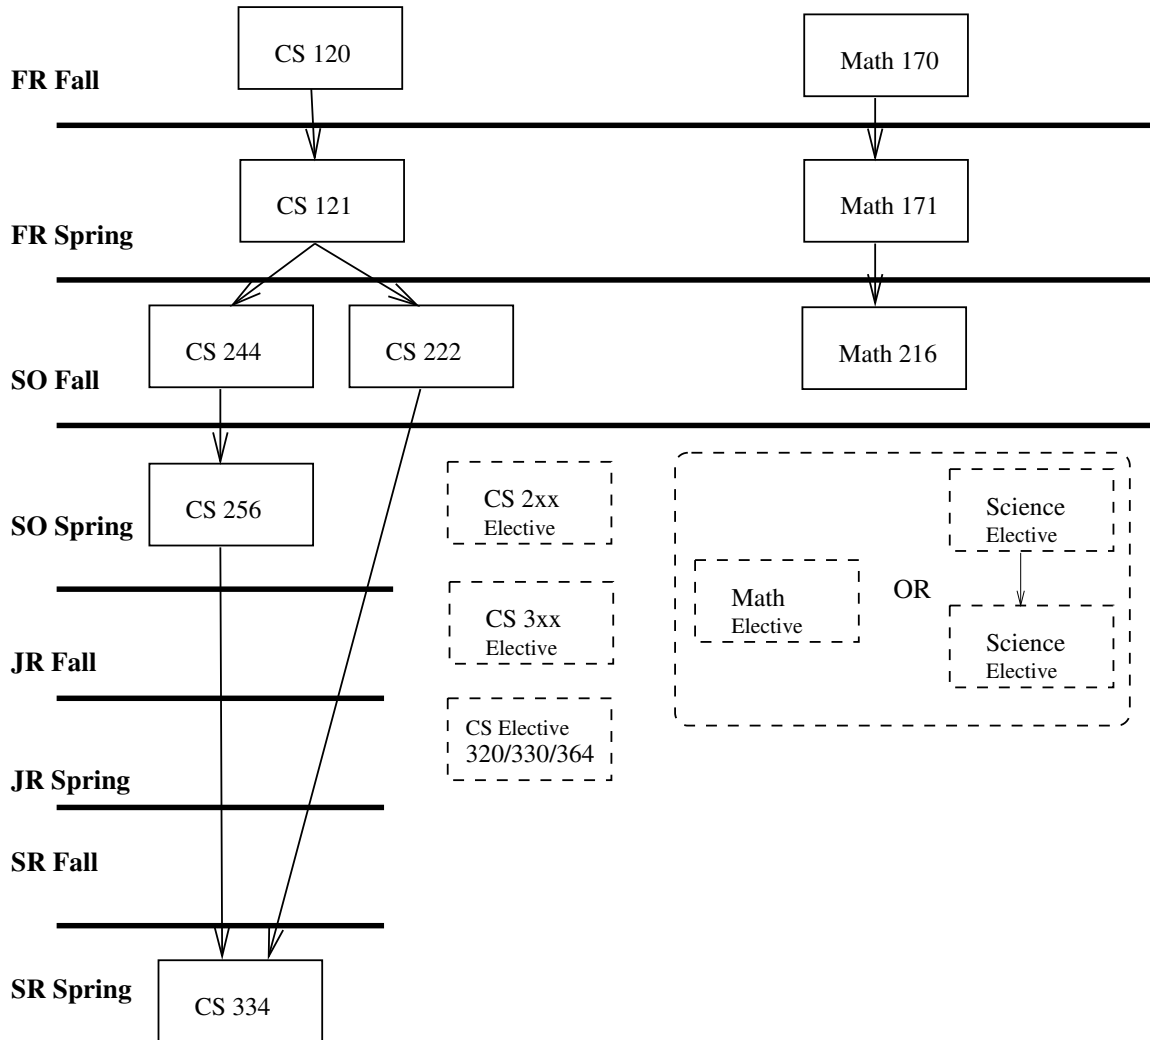 CS 120
Math 170
FR Fall
CS 121
Math 171
FR Spring
CS 244
CS 222
Math 216
SO Fall
CS 256
SO Spring
CS 2xx
Elective
Science
Elective
Math
Elective
OR
CS 3xx
Elective
Science
Elective
JR Fall
CS Elective
320/330/364
JR Spring
SR Fall
SR Spring
CS 334